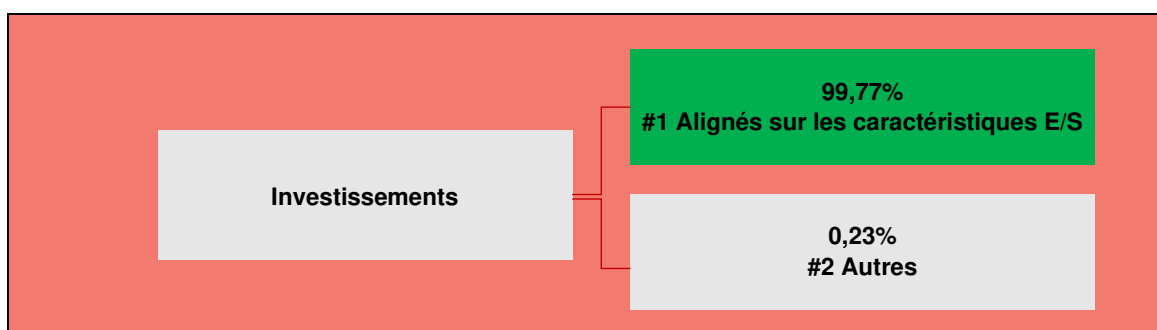 99,77%
#1 Alignés sur les caractéristiques E/S
Investissements
0,23%
#2 Autres